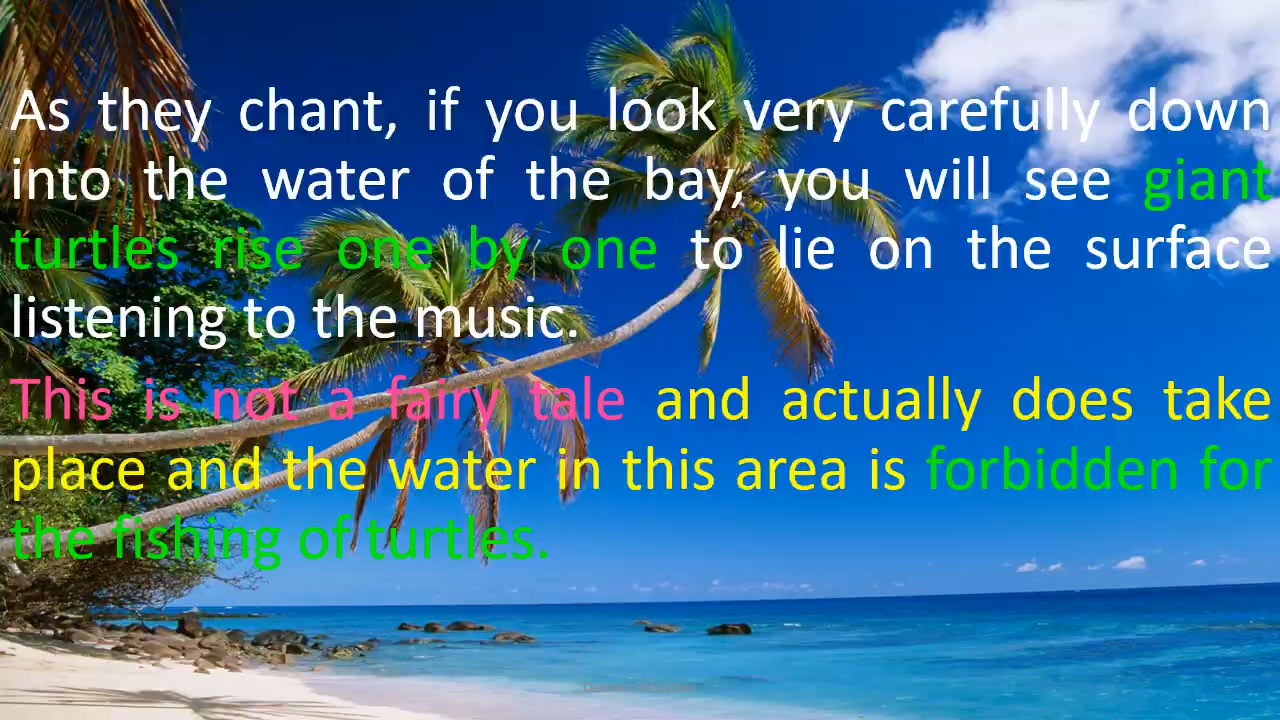 As they chant, if you look very carefully down
into the water of the bay, you will see giant
turtles rise one by one to lie on the surface
listening to the music.
This is not a fairy tale and actually does take
place and the water in this area is forbidden for
the fishing of turtles.